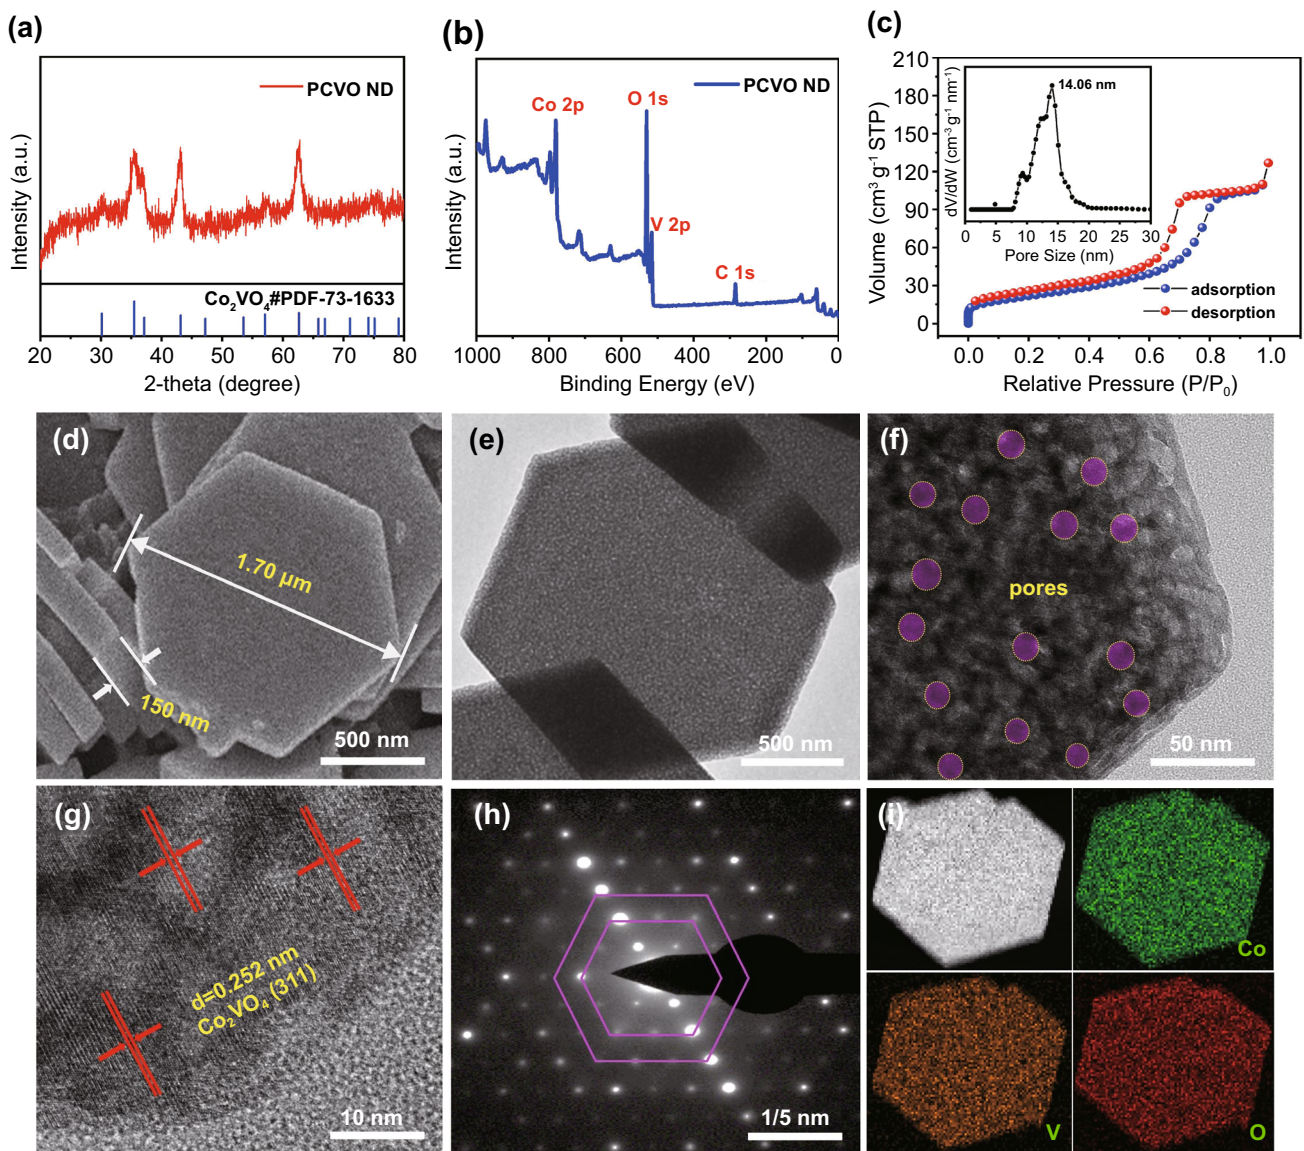 (a)
PCVO ND
Intensity (a.u.)
Co₂VO₄#PDF-73-1633
20 30 40 50 60 70 80
2-theta (degree)
(b)
PCVO ND
Co 2p
O 1s
V 2p
C 1s
Intensity (a.u.)
1000 800 600 400 200 0
Binding Energy (eV)
(c)
210
180
150
120
90
60
30
0
Volume (cm³ g⁻¹ STP)
14.06 nm
dV/dW (cm⁻³ g⁻¹ nm⁻¹)
0 5 10 15 20 25 30
Pore Size (nm)
adsorption
desorption
0.0 0.2 0.4 0.6 0.8 1.0
Relative Pressure (P/P₀)
(d)
1.70 μm
150 nm
500 nm
(e)
500 nm
(f)
pores
50 nm
(g)
d=0.252 nm
Co₂VO₄ (311)
10 nm
(h)
1/5 nm
(i)
Co
V
O